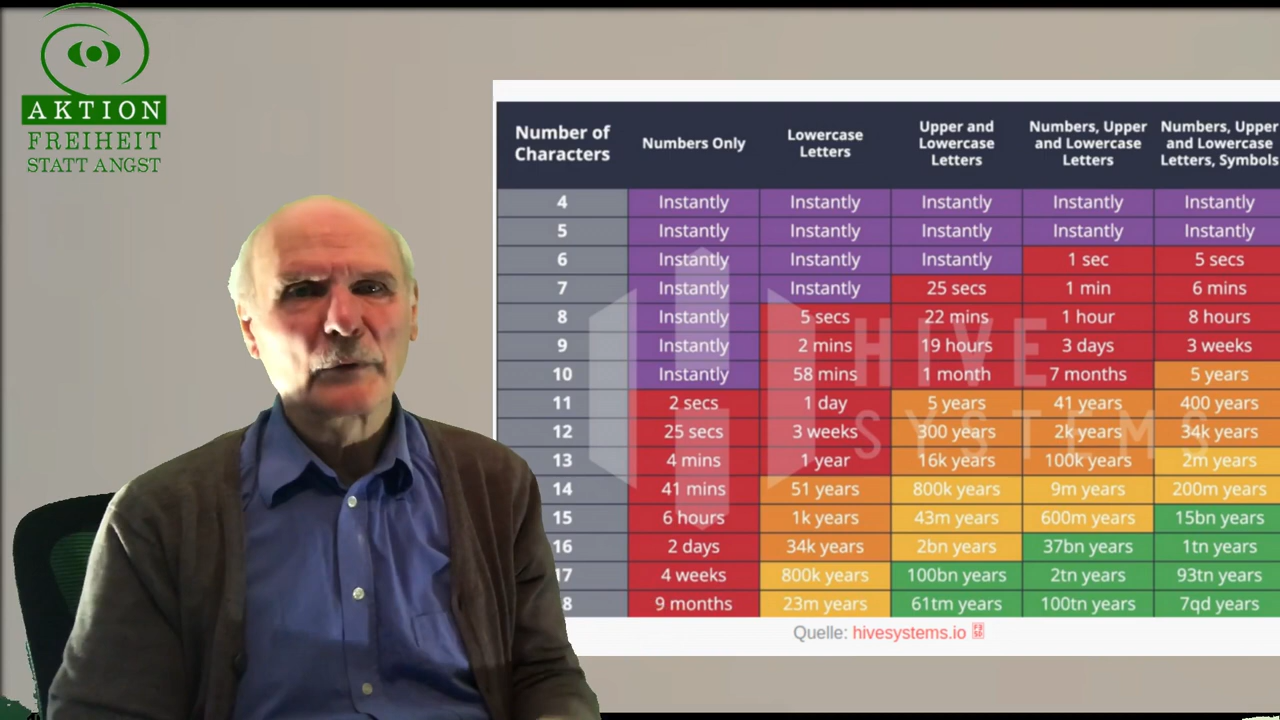 AKTION
FREIHEIT
STATT ANGST
Number of Characters | Numbers Only | Lowercase Letters | Upper and Lowercase Letters | Numbers, Upper and Lowercase Letters | Numbers, Upper and Lowercase Letters, Symbols
4 | Instantly | Instantly | Instantly | Instantly | Instantly
5 | Instantly | Instantly | Instantly | Instantly | Instantly
6 | Instantly | Instantly | Instantly | 1 sec | 5 secs
7 | Instantly | Instantly | 25 secs | 1 min | 6 mins
8 | Instantly | 5 secs | 22 mins | 1 hour | 8 hours
9 | Instantly | 2 mins | 19 hours | 3 days | 3 weeks
10 | Instantly | 58 mins | 1 month | 7 months | 5 years
11 | 2 secs | 1 day | 5 years | 41 years | 400 years
12 | 25 secs | 3 weeks | 300 years | 2k years | 34k years
13 | 4 mins | 1 year | 16k years | 100k years | 2m years
14 | 41 mins | 51 years | 800k years | 9m years | 200m years
15 | 6 hours | 1k years | 43m years | 600m years | 15bn years
16 | 2 days | 34k years | 2bn years | 37bn years | 1tn years
17 | 4 weeks | 800k years | 100bn years | 2tn years | 93tn years
8 | 9 months | 23m years | 61tm years | 100tn years | 7qd years
HIVE
SYSTEMS
Quelle: hivesystems.io